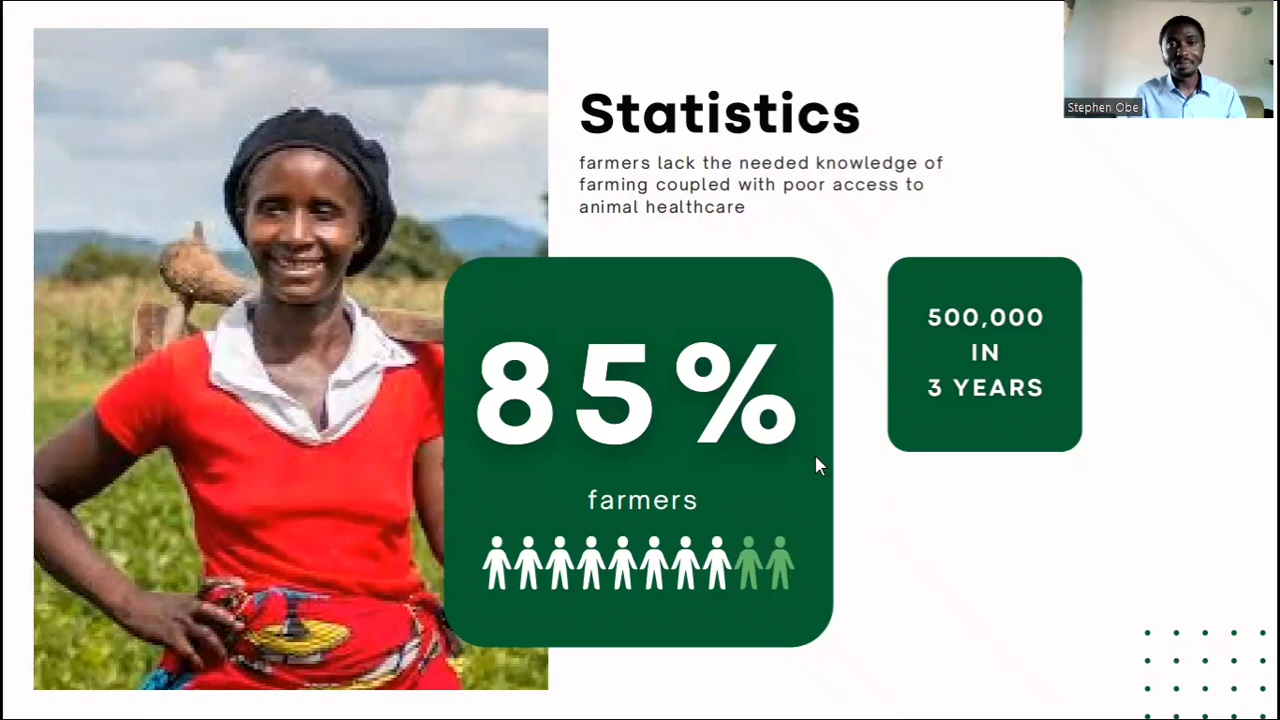 Statistics
farmers lack the needed knowledge of
farming coupled with poor access to
animal healthcare
85%
farmers
500,000
IN
3 YEARS
Stephen Obe